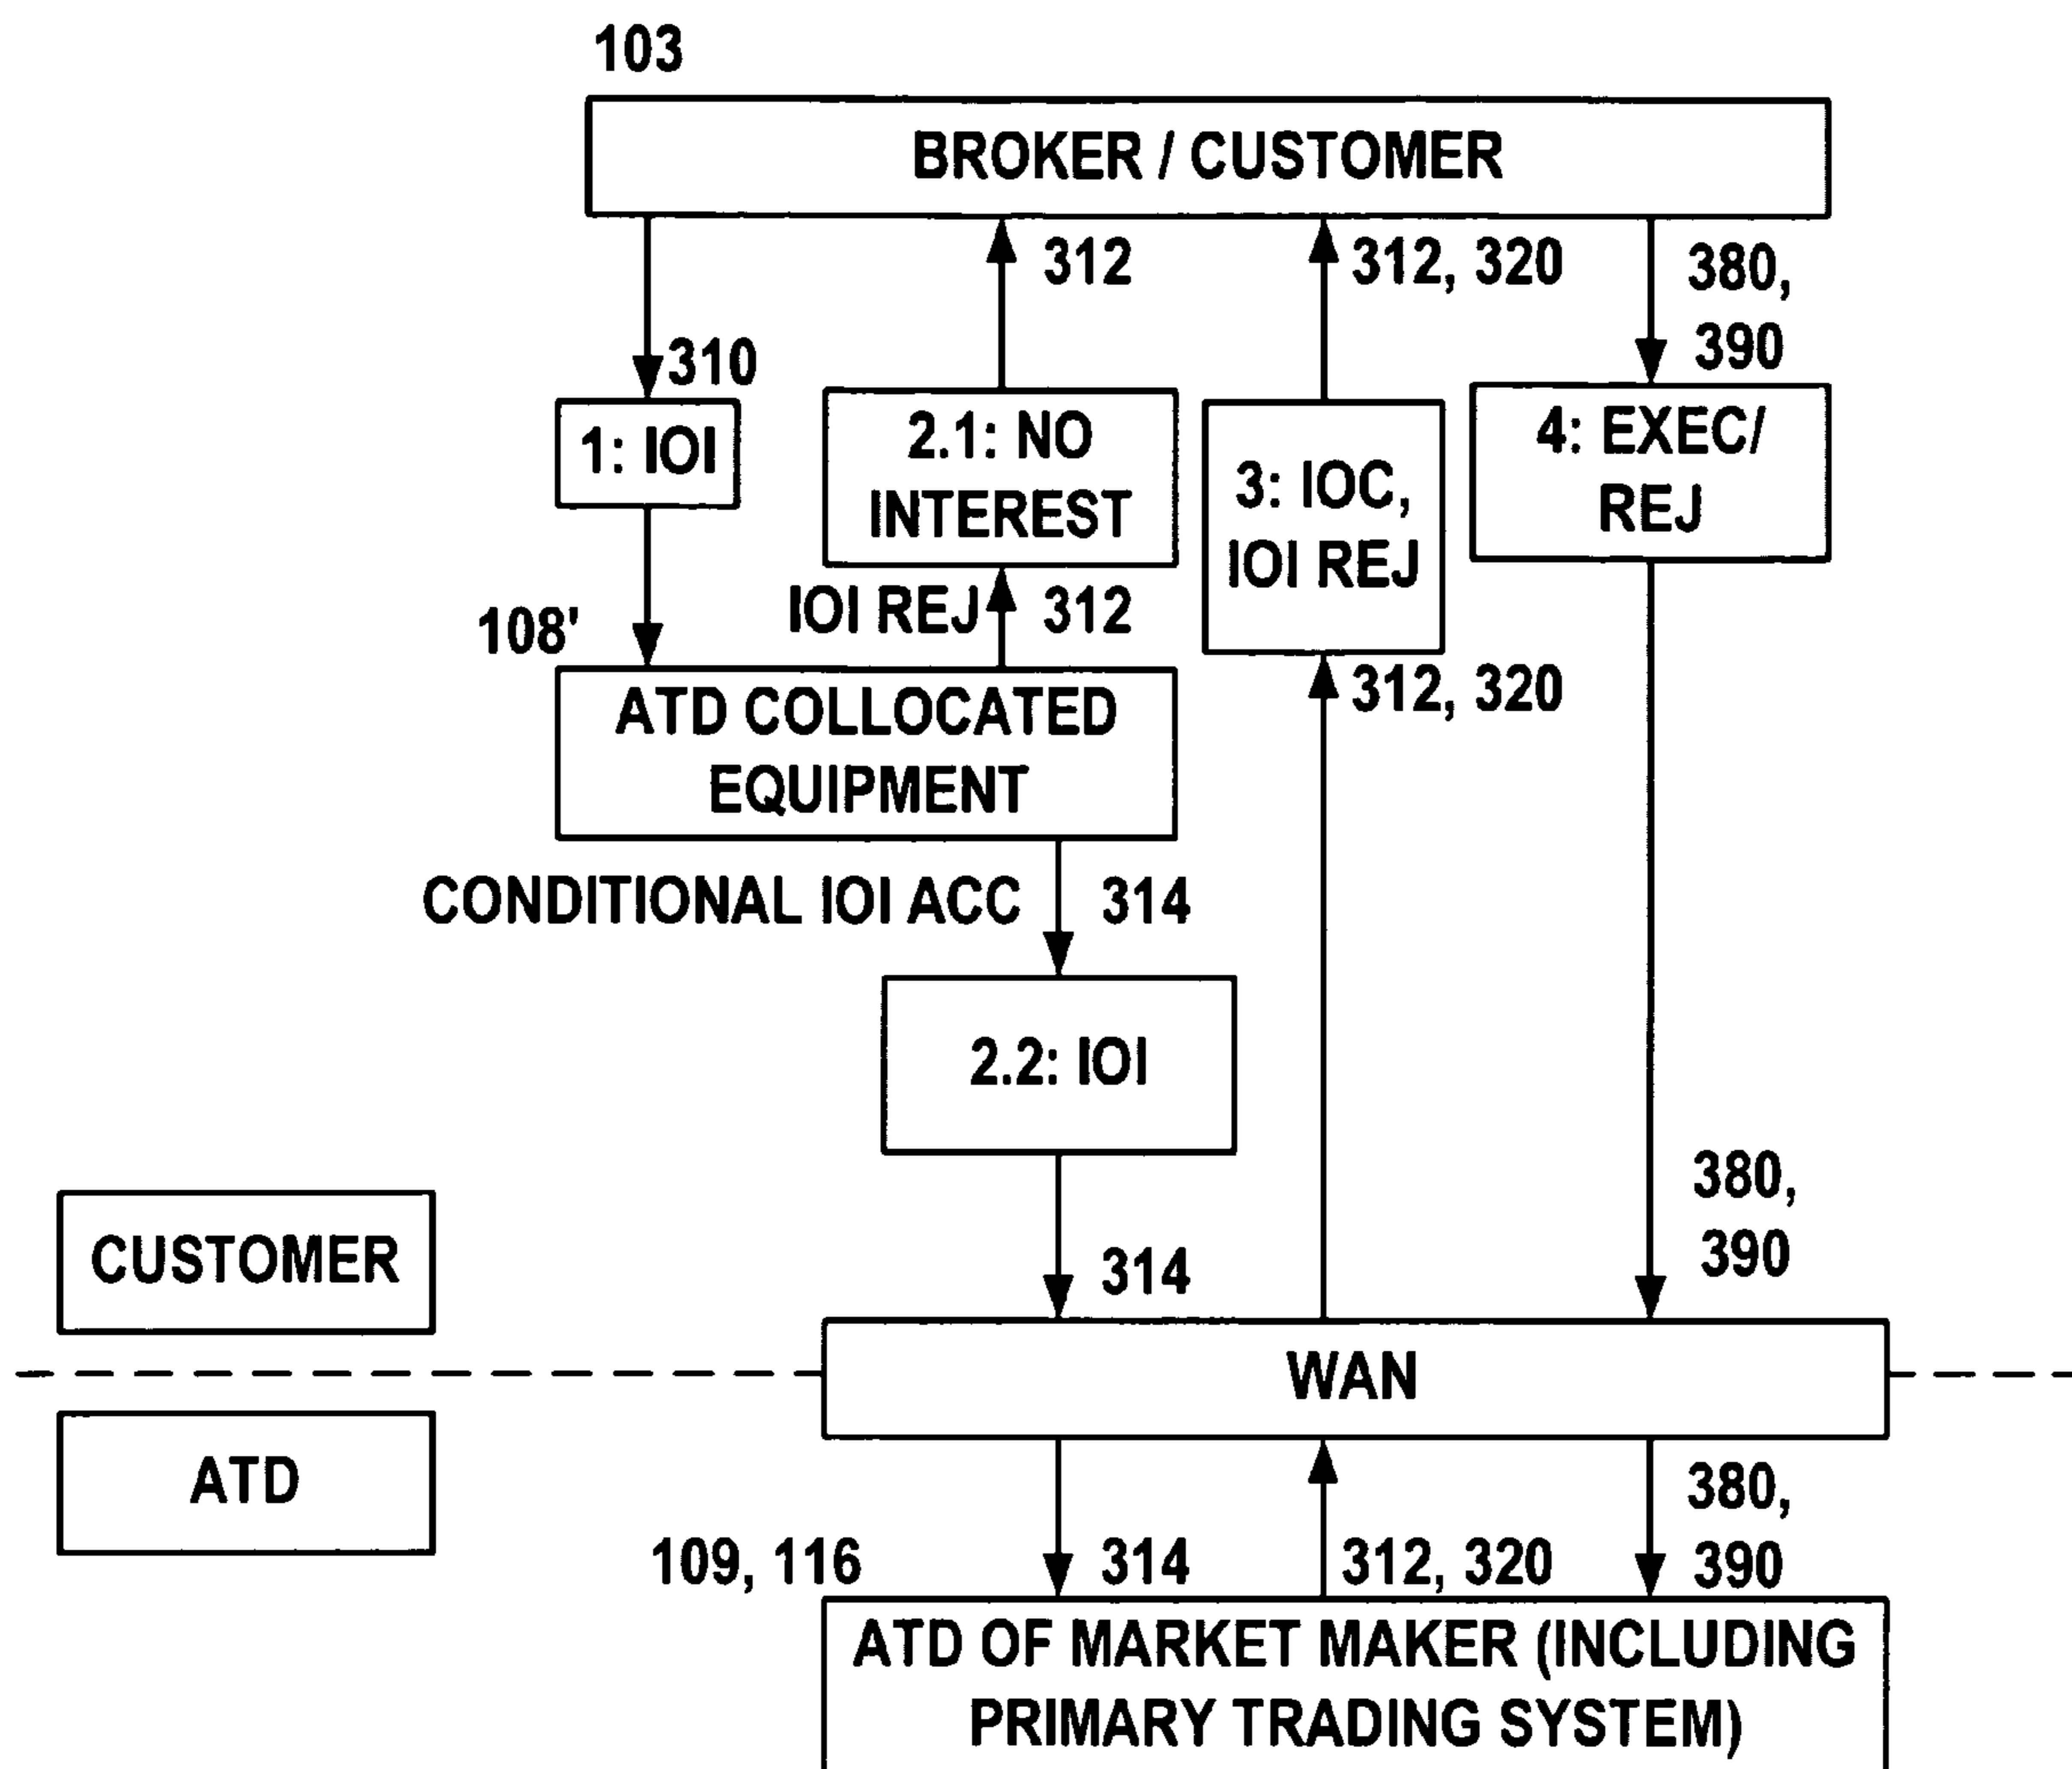 103
BROKER / CUSTOMER
312
312, 320
380,
390
310
1: IOI
2.1: NO
INTEREST
3: IOC,
IOI REJ
4: EXEC/
REJ
IOI REJ
312
108'
312, 320
ATD COLLOCATED
EQUIPMENT
CONDITIONAL IOI ACC
314
2.2: IOI
380,
390
314
CUSTOMER
WAN
ATD
380,
390
109, 116
314
312, 320
ATD OF MARKET MAKER (INCLUDING
PRIMARY TRADING SYSTEM)